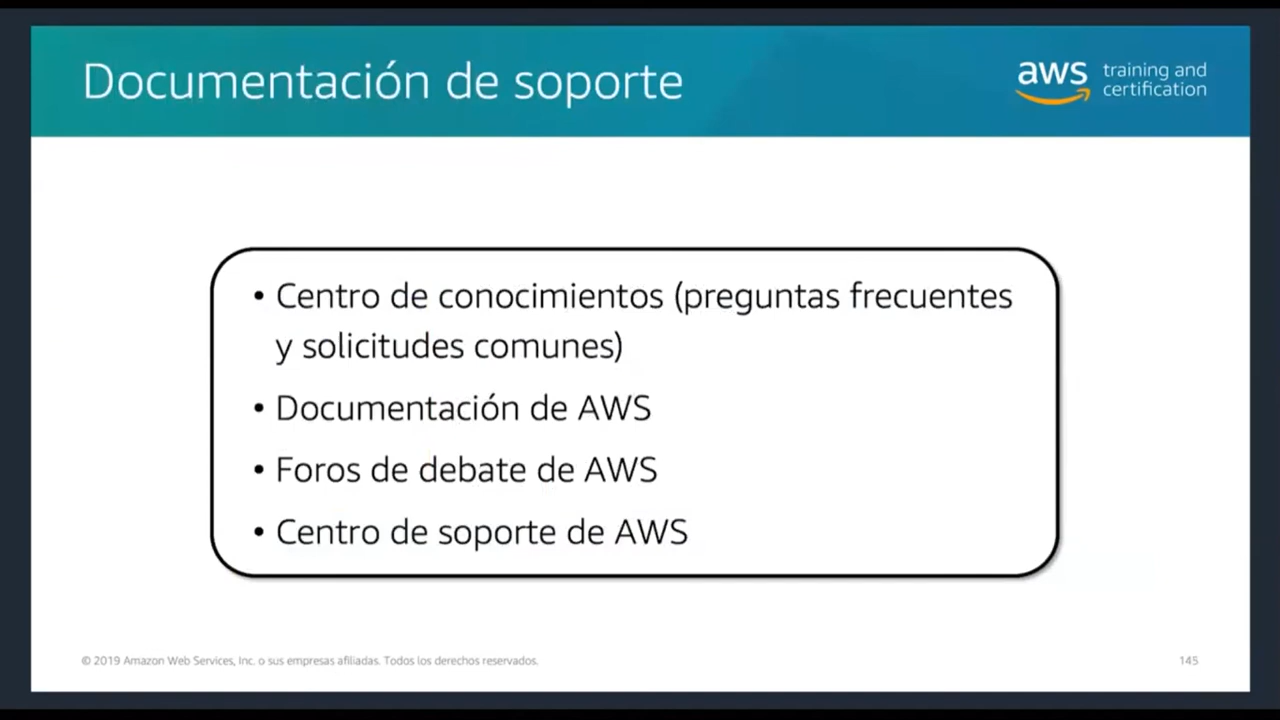 Documentación de soporte
aws training and
certification
• Centro de conocimientos (preguntas frecuentes
y solicitudes comunes)
• Documentación de AWS
• Foros de debate de AWS
• Centro de soporte de AWS
© 2019 Amazon Web Services, Inc. o sus empresas afiliadas. Todos los derechos reservados.
145